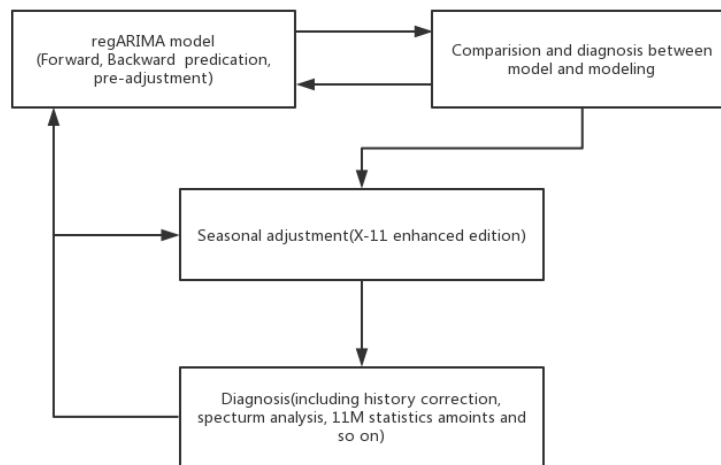 regARIMA model
(Forward, Backward predication,
pre-adjustment)
Comparision and diagnosis between
model and modeling
Seasonal adjustment(X-11 enhanced edition)
Diagnosis(including history correction,
specturm analysis, 11M statistics amoints and
so on)